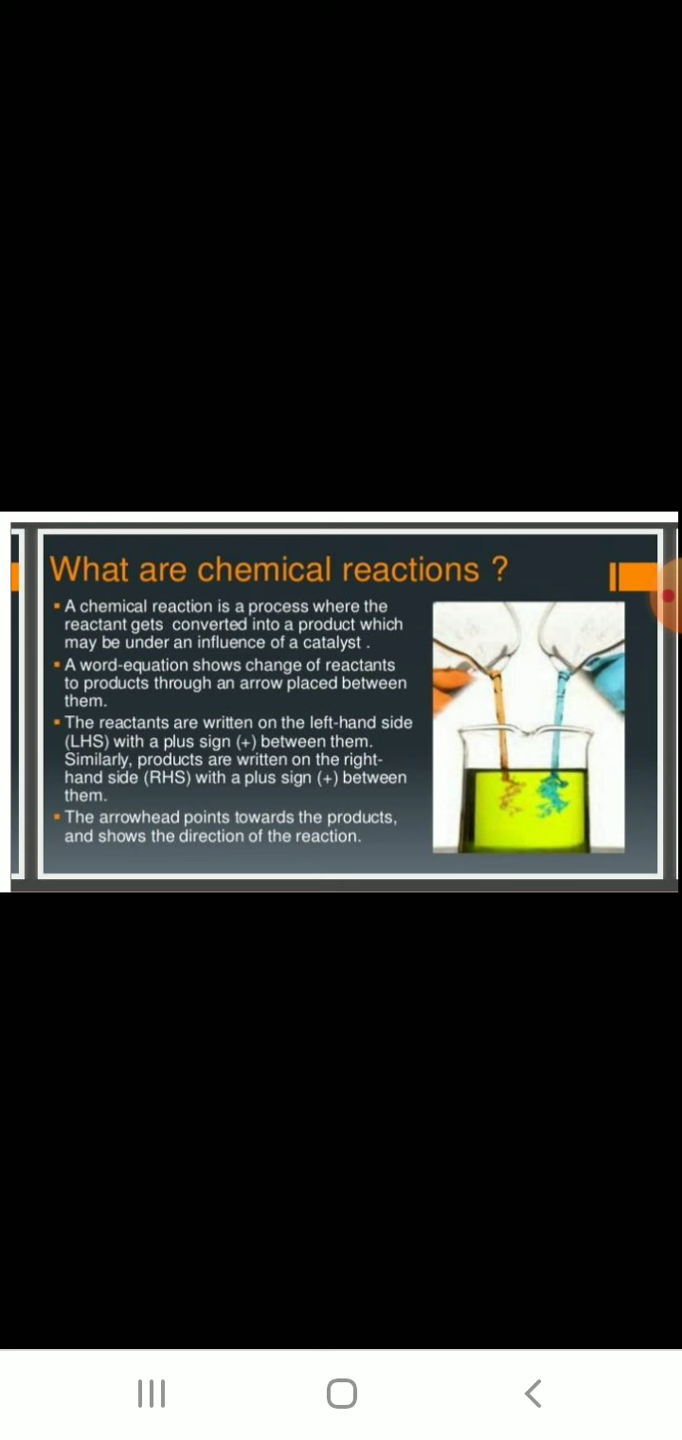 What are chemical reactions ?
▪ A chemical reaction is a process where the
reactant gets converted into a product which
may be under an influence of a catalyst .
▪ A word-equation shows change of reactants
to products through an arrow placed between
them.
▪ The reactants are written on the left-hand side
(LHS) with a plus sign (+) between them.
Similarly, products are written on the right-
hand side (RHS) with a plus sign (+) between
them.
▪ The arrowhead points towards the products,
and shows the direction of the reaction.